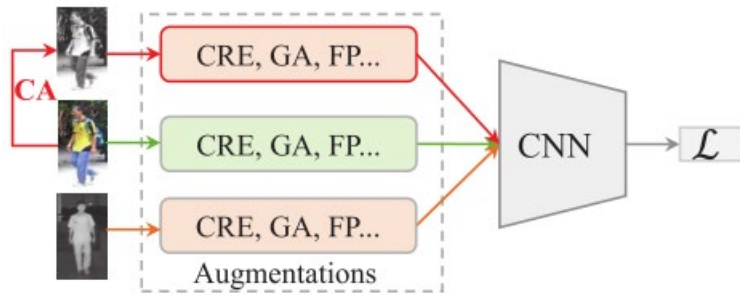 CRE, GA, FP...
CA
CRE, GA, FP...
CNN
ℒ
CRE, GA, FP...
Augmentations